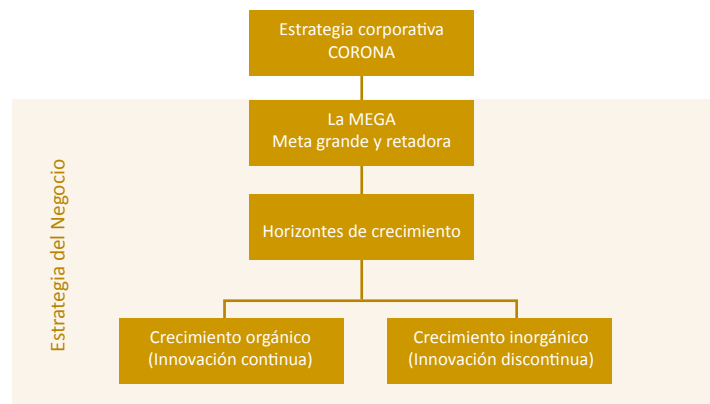 Estrategia corporativa
CORONA
La MEGA
Meta grande y retadora
Estrategia del Negocio
Horizontes de crecimiento
Crecimiento orgánico
(Innovación continua)
Crecimiento inorgánico
(Innovación discontinua)